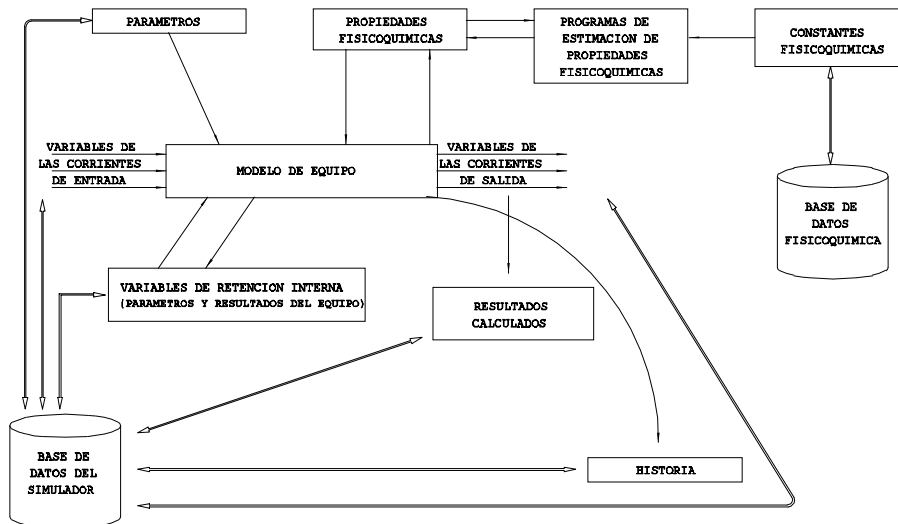 PARAMETROS
PROPIEDADES
FISICOQUIMICAS
PROGRAMAS DE
ESTIMACION DE
PROPIEDADES
FISICOQUIMICAS
CONSTANTES
FISICOQUIMICAS
VARIABLES DE
LAS CORRIENTES
DE ENTRADA
MODELO DE EQUIPO
VARIABLES DE
LAS CORRIENTES
DE SALIDA
BASE DE
DATOS
FISICOQUIMICA
VARIABLES DE RETENCION INTERNA
(PARAMETROS Y RESULTADOS DEL EQUIPO)
RESULTADOS
CALCULADOS
BASE DE
DATOS DEL
SIMULADOR
HISTORIA